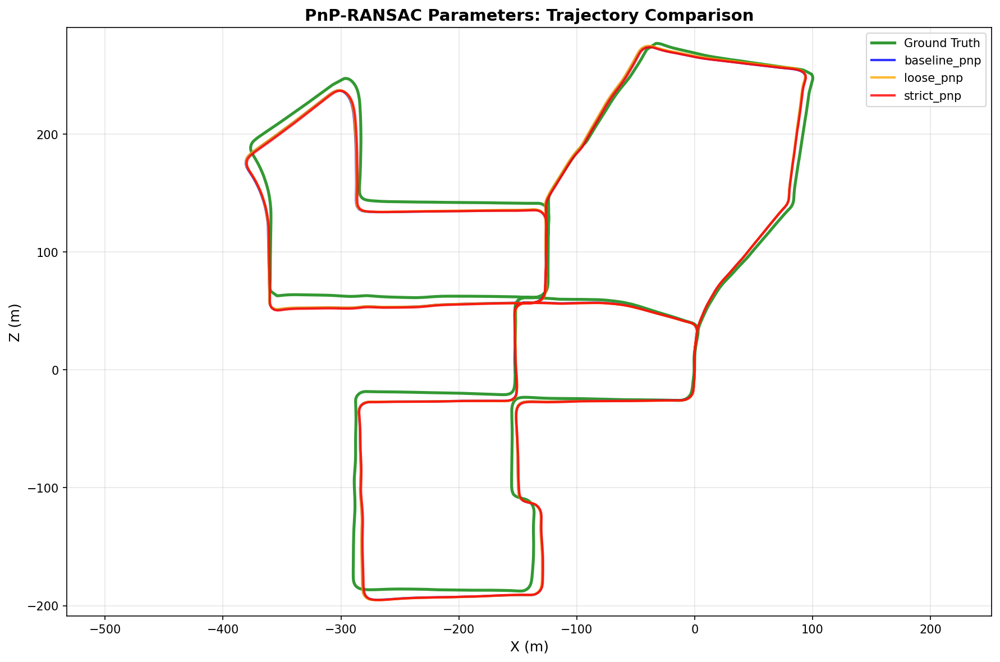 PnP-RANSAC Parameters: Trajectory Comparison
Ground Truth
baseline_pnp
loose_pnp
strict_pnp
200
100
0
−100
−200
Z (m)
−500 −400 −300 −200 −100 0 100 200
X (m)